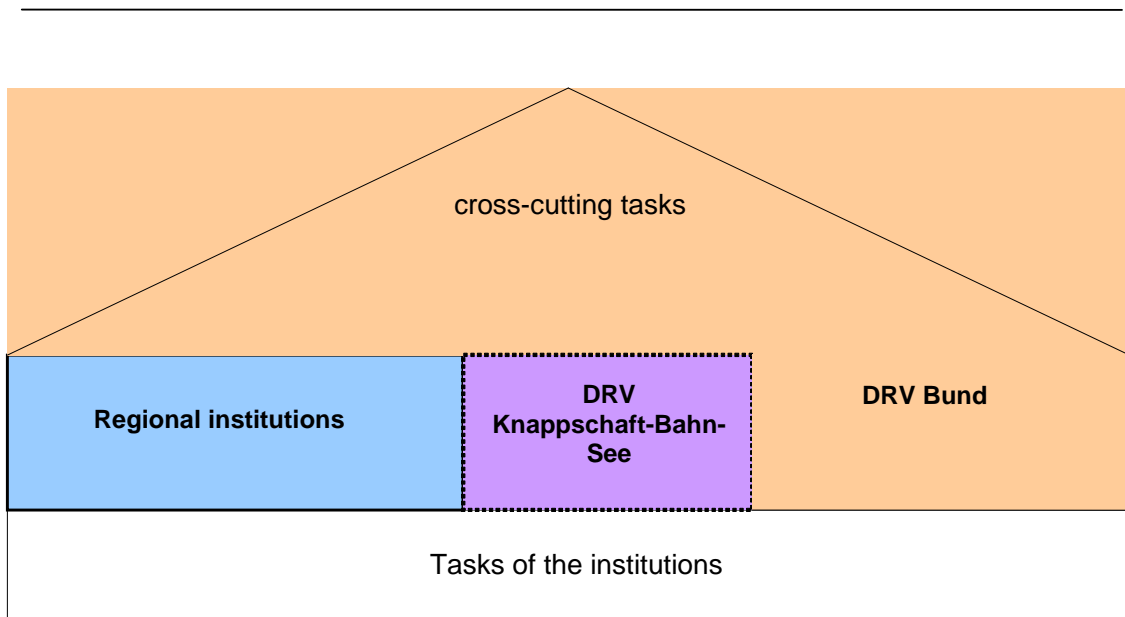 cross-cutting tasks
Regional institutions
DRV
Knappschaft-Bahn-
See
DRV Bund
Tasks of the institutions